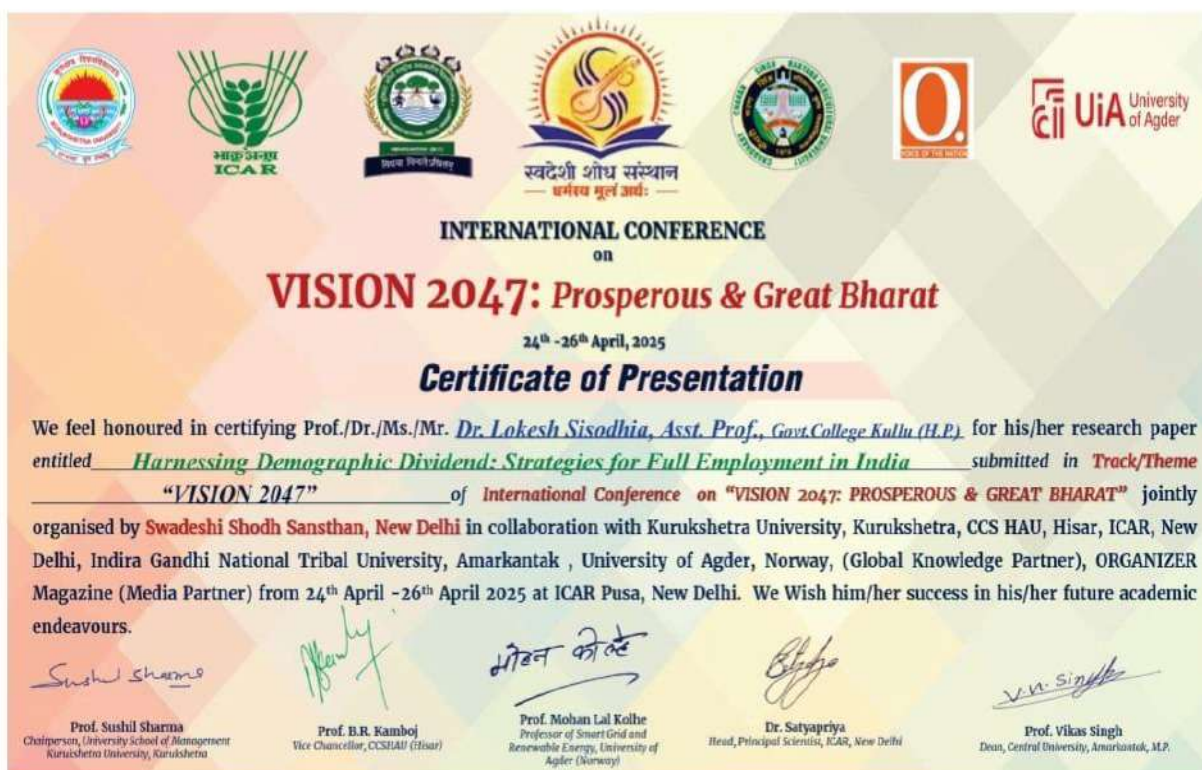 भाकृअनुप
ICAR
स्वदेशी शोध संस्थान
धर्मस्य मूलं अर्थः
O.
VOICE OF THE NATION
UiA University of Agder
INTERNATIONAL CONFERENCE
on
VISION 2047: Prosperous & Great Bharat
24th -26th April, 2025
Certificate of Presentation
We feel honoured in certifying Prof./Dr./Ms./Mr. Dr. Lokesh Sisodhia, Asst. Prof., Govt.College Kullu (H.P.) for his/her research paper
entitled Harnessing Demographic Dividend: Strategies for Full Employment in India submitted in Track/Theme
"VISION 2047" of International Conference on "VISION 2047: PROSPEROUS & GREAT BHARAT" jointly
organised by Swadeshi Shodh Sansthan, New Delhi in collaboration with Kurukshetra University, Kurukshetra, CCS HAU, Hisar, ICAR, New
Delhi, Indira Gandhi National Tribal University, Amarkantak , University of Agder, Norway, (Global Knowledge Partner), ORGANIZER
Magazine (Media Partner) from 24th April -26th April 2025 at ICAR Pusa, New Delhi. We Wish him/her success in his/her future academic
endeavours.
Sushil Sharma
मोहन कोल्हे
V.N. Singh
Prof. Sushil Sharma
Chairperson, University School of Management
Kurukshetra University, Kurukshetra
Prof. B.R. Kamboj
Vice Chancellor, CCSHAU (Hisar)
Prof. Mohan Lal Kolhe
Professor of Smart Grid and
Renewable Energy, University of
Agder (Norway)
Dr. Satyapriya
Head, Principal Scientist, ICAR, New Delhi
Prof. Vikas Singh
Dean, Central University, Amarkantak, M.P.